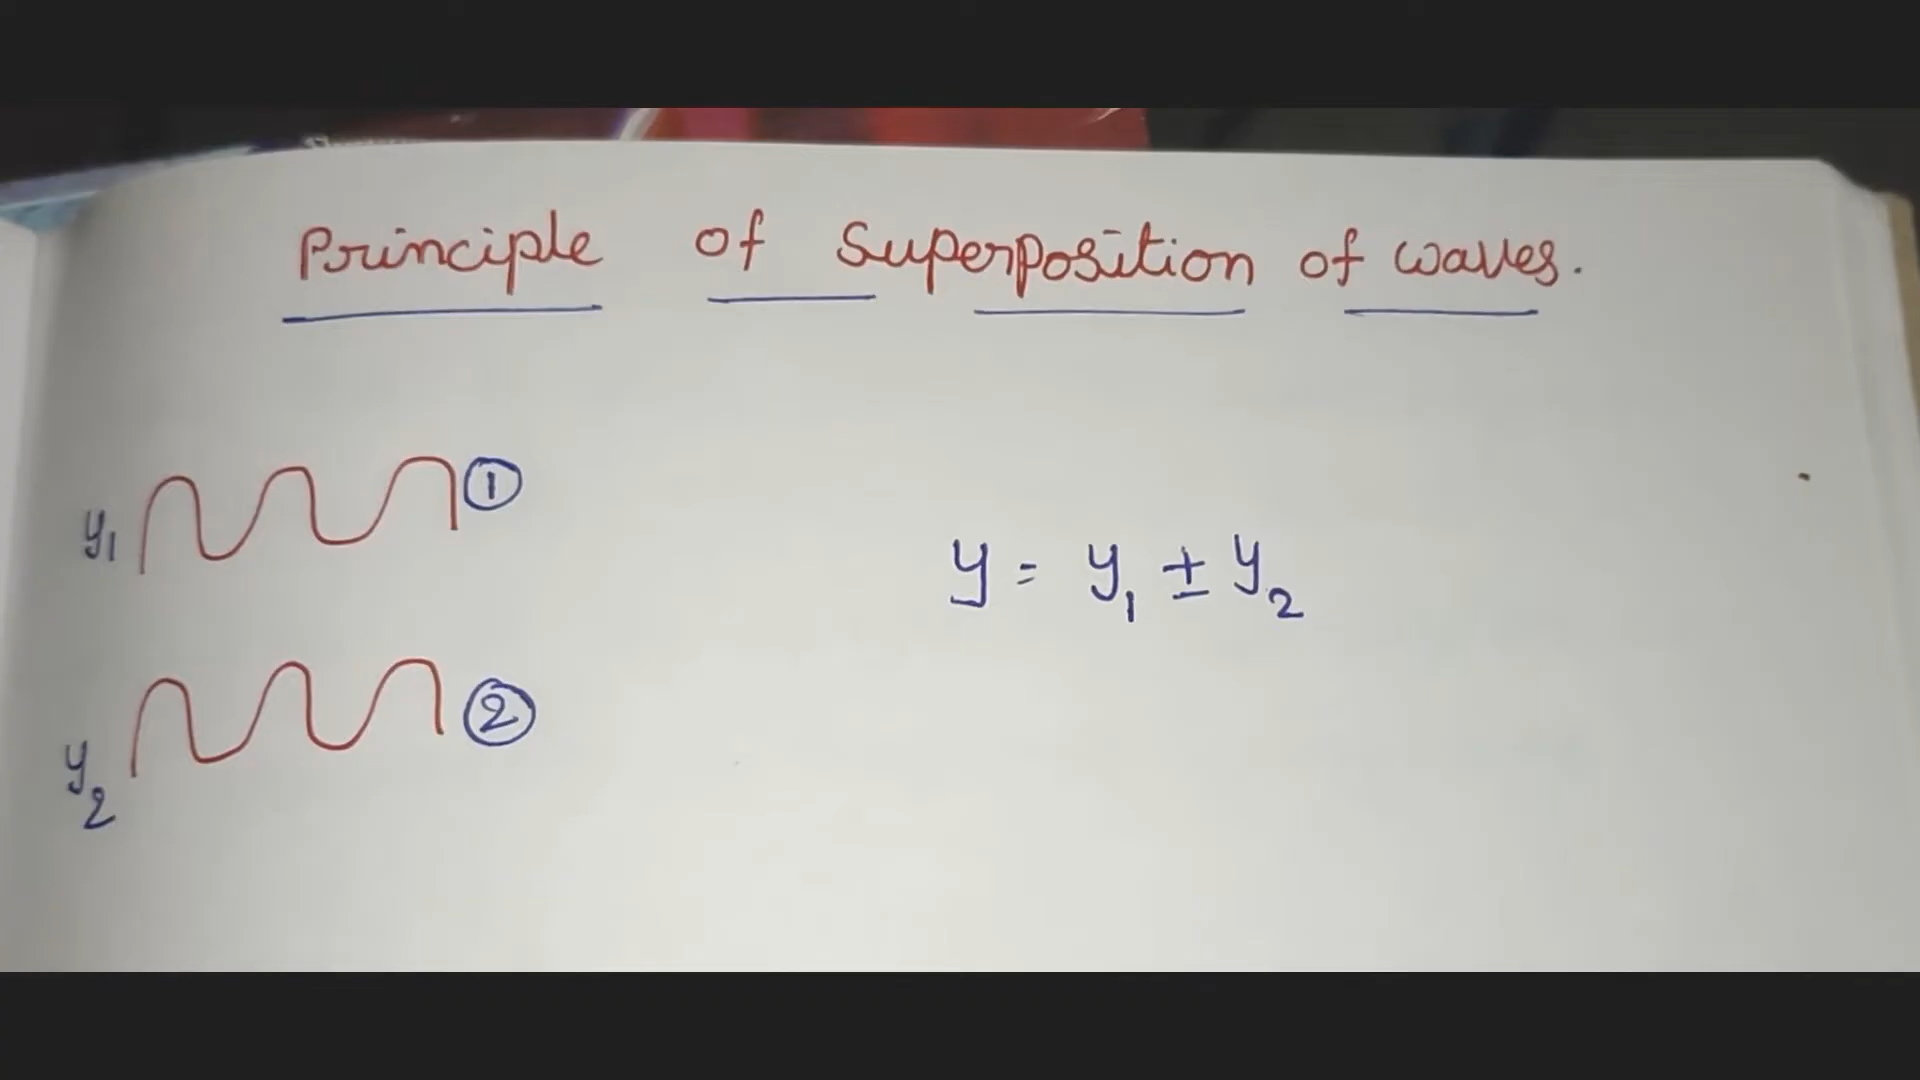 Principle of Superposition of waves.
y₁ ①
y = y₁ ± y₂
y₂ ②